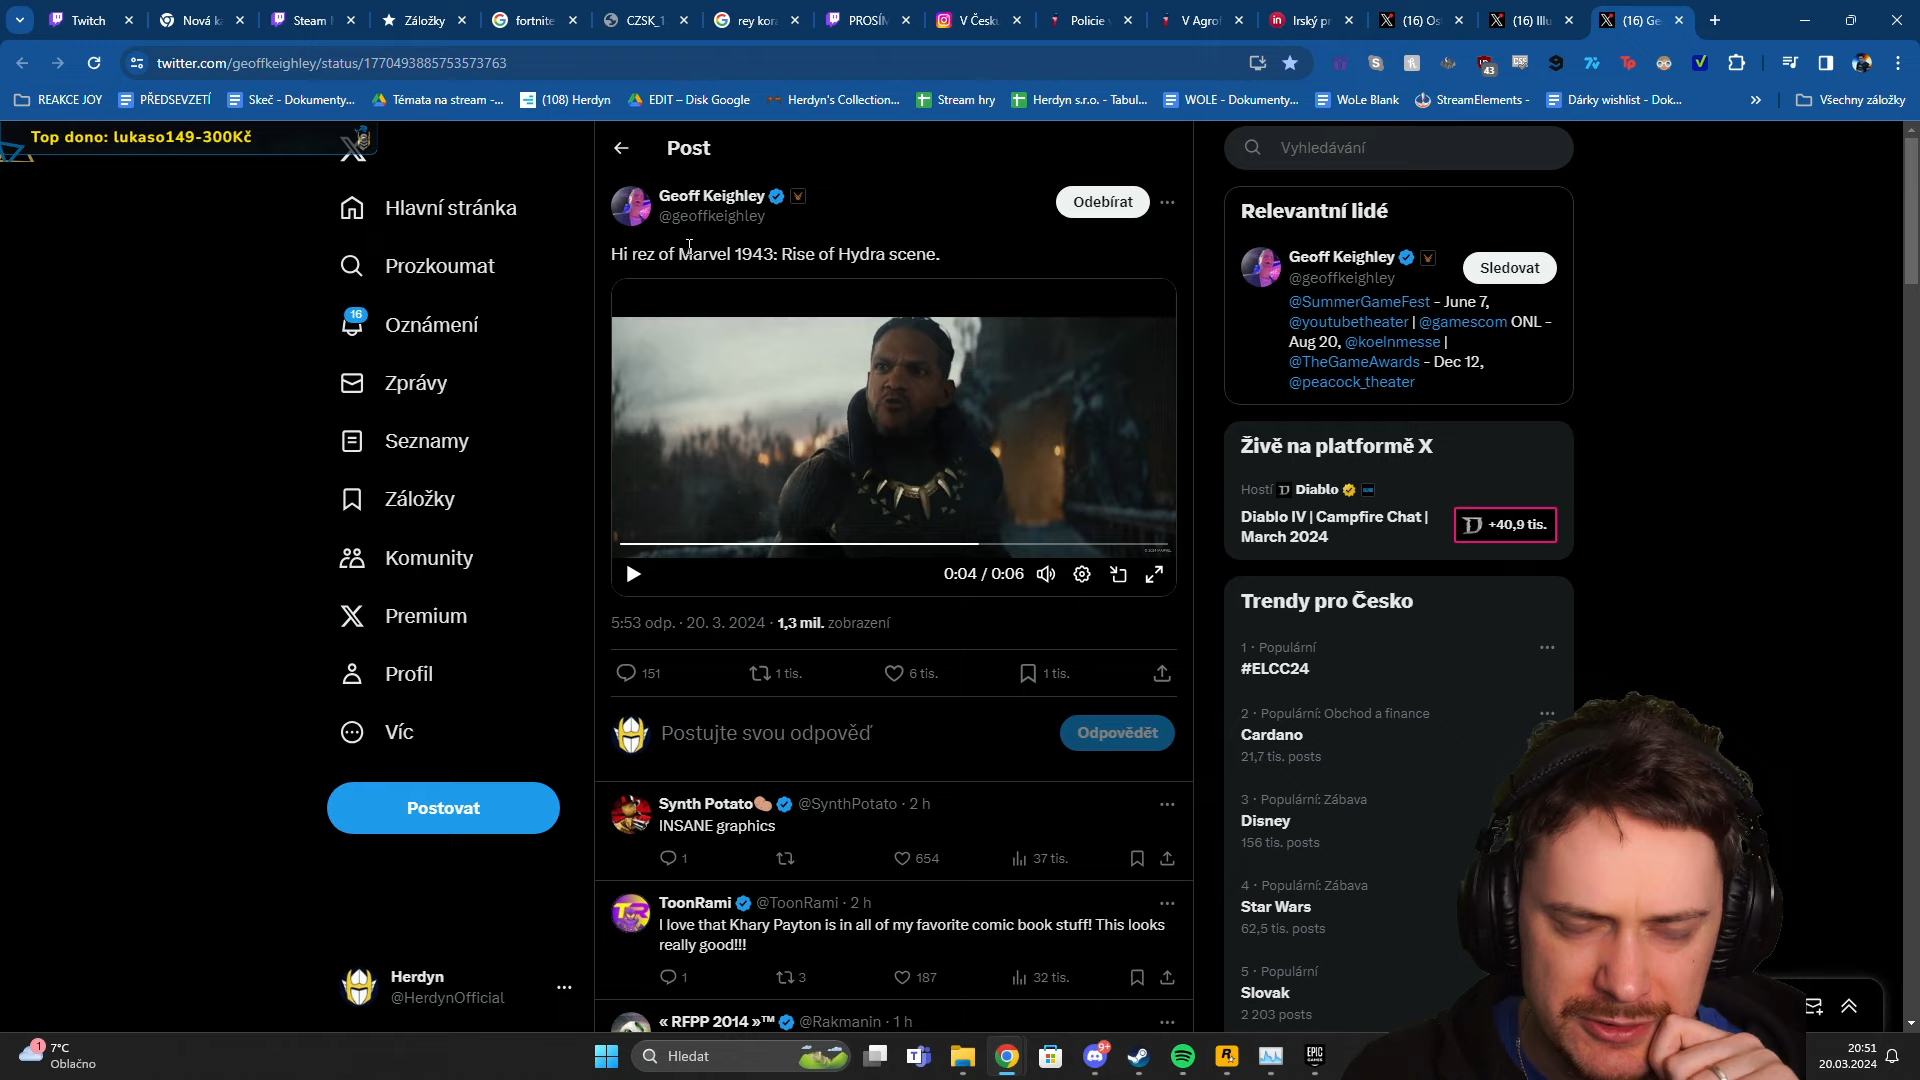 Twitch
Nová k
Steam
Záložky
fortnite
CZSK_1
rey kor
PROSÍM
V Česk
Policie
V Agrof
Irský pr
(16) Os
(16) Illu
(16) Ge
twitter.com/geoffkeighley/status/1770493885753573763
43
REAKCE JOY
PŘEDSEVZETÍ
Skeč - Dokumenty...
Témata na stream -...
(108) Herdyn
EDIT – Disk Google
Herdyn's Collection...
Stream hry
Herdyn s.r.o. - Tabul...
WOLE - Dokumenty...
WoLe Blank
StreamElements -
Dárky wishlist - Dok...
»
Všechny záložky
Top dono: lukaso149-300Kč
Hlavní stránka
Prozkoumat
16
Oznámení
Zprávy
Seznamy
Záložky
Komunity
Premium
Profil
Víc
Postovat
Herdyn
@HerdynOfficial
Post
Geoff Keighley
@geoffkeighley
Odebírat
Hi rez of Marvel 1943: Rise of Hydra scene.
0:04 / 0:06
5:53 odp. · 20. 3. 2024 · 1,3 mil. zobrazení
151
1 tis.
6 tis.
1 tis.
Postujte svou odpověď
Odpovědět
Synth Potato @SynthPotato · 2 h
INSANE graphics
1
654
37 tis.
ToonRami @ToonRami · 2 h
I love that Khary Payton is in all of my favorite comic book stuff! This looks
really good!!!
1
3
187
32 tis.
« RFPP 2014 »™ @Rakmanin · 1 h
Vyhledávání
Relevantní lidé
Geoff Keighley
@geoffkeighley
Sledovat
@SummerGameFest - June 7,
@youtubetheater | @gamescom ONL -
Aug 20, @koelnmesse |
@TheGameAwards - Dec 12,
@peacock_theater
Živě na platformě X
Hostí Diablo
Diablo IV | Campfire Chat |
March 2024
+40,9 tis.
Trendy pro Česko
1 · Populární
#ELCC24
2 · Populární: Obchod a finance
Cardano
21,7 tis. posts
3 · Populární: Zábava
Disney
156 tis. posts
4 · Populární: Zábava
Star Wars
62,5 tis. posts
5 · Populární
Slovak
2 203 posts
1
7°C
Oblačno
Hledat
9+
EPIC
GAMES
20:51
20.03.2024